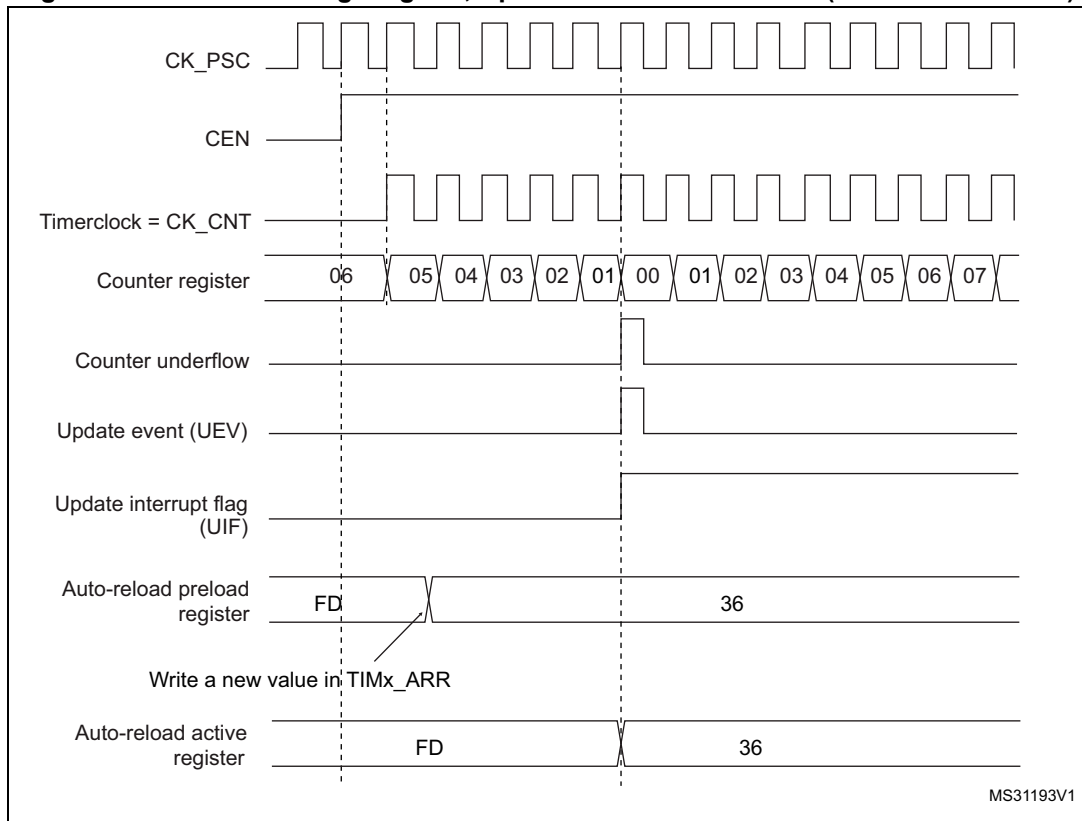 CK_PSC
CEN
Timerclock = CK_CNT
Counter register 06 05 04 03 02 01 00 01 02 03 04 05 06 07
Counter underflow
Update event (UEV)
Update interrupt flag
(UIF)
Auto-reload preload
register
FD 36
Write a new value in TIMx_ARR
Auto-reload active
register
FD 36
MS31193V1